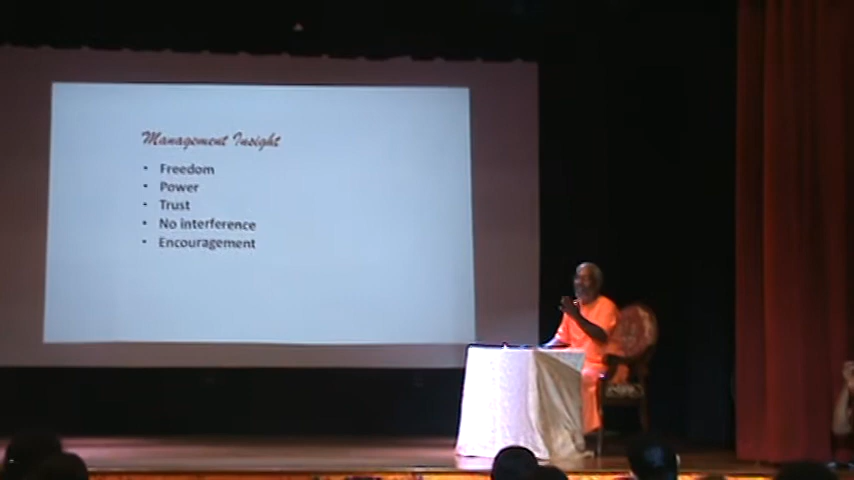 Management Insight
• Freedom
• Power
• Trust
• No interference
• Encouragement